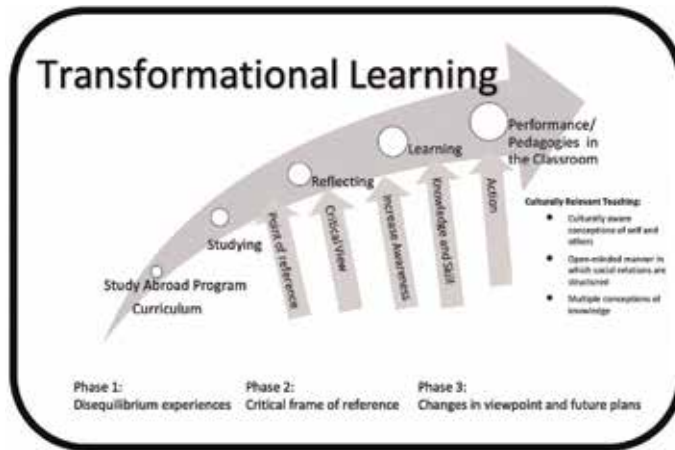 Transformational Learning
Performance/
Pedagogies in
the Classroom
Learning
Reflecting
Studying
Study Abroad Program
Curriculum
Point of reference
Critical View
Increase Awareness
Knowledge and Skill
Action
Culturally Relevant Teaching:
• Culturally aware
conceptions of self and
others
• Open-minded manner in
which social relations are
structured
• Multiple conceptions of
knowledge
Phase 1:
Disequilibrium experiences
Phase 2:
Critical frame of reference
Phase 3:
Changes in viewpoint and future plans